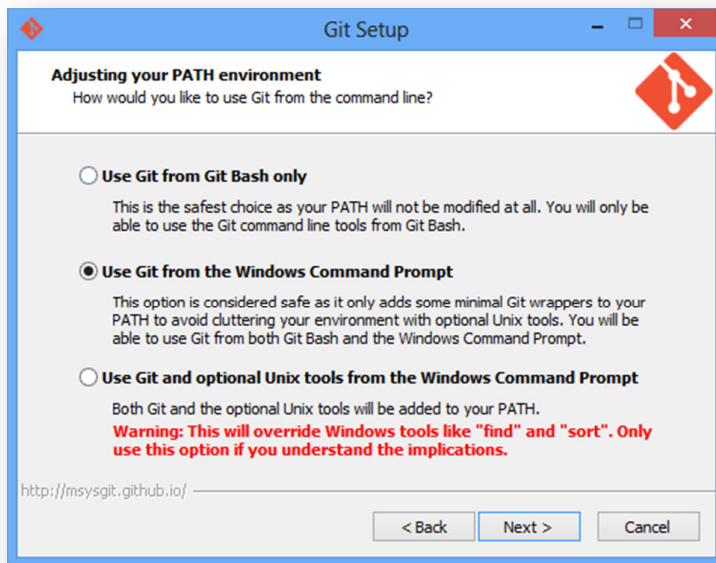 Git Setup
Adjusting your PATH environment
How would you like to use Git from the command line?
Use Git from Git Bash only
This is the safest choice as your PATH will not be modified at all. You will only be
able to use the Git command line tools from Git Bash.
Use Git from the Windows Command Prompt
This option is considered safe as it only adds some minimal Git wrappers to your
PATH to avoid cluttering your environment with optional Unix tools. You will be
able to use Git from both Git Bash and the Windows Command Prompt.
Use Git and optional Unix tools from the Windows Command Prompt
Both Git and the optional Unix tools will be added to your PATH.
Warning: This will override Windows tools like "find" and "sort". Only
use this option if you understand the implications.
http://msysgit.github.io/
< Back Next > Cancel